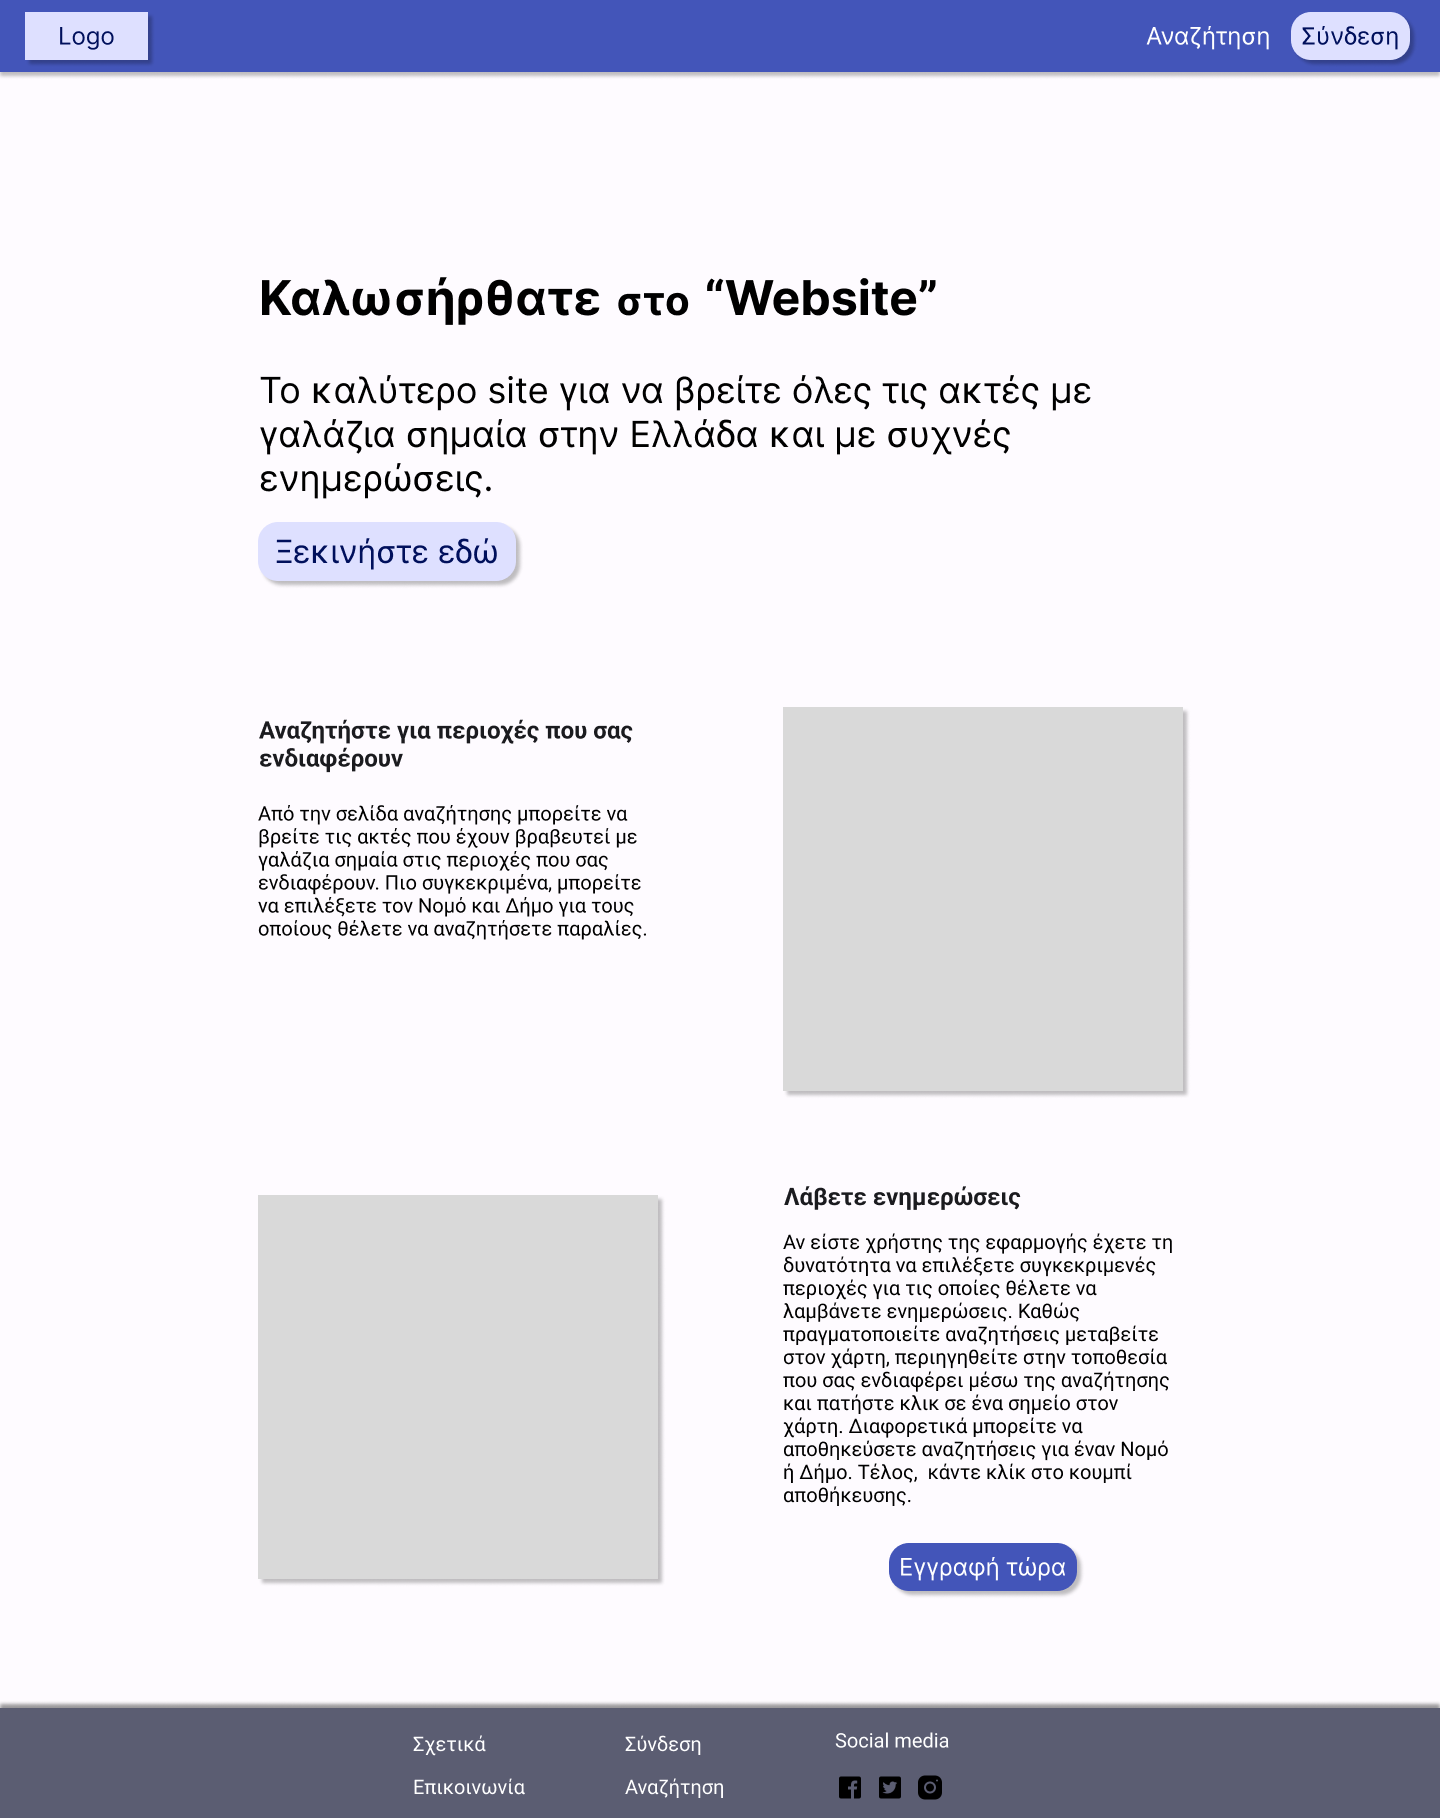 Logo
Αναζήτηση
Σύνδεση
Καλωσήρθατε στο “Website”
Το καλύτερο site για να βρείτε όλες τις ακτές με
γαλάζια σημαία στην Ελλάδα και με συχνές
ενημερώσεις.
Ξεκινήστε εδώ
Αναζητήστε για περιοχές που σας
ενδιαφέρουν
Από την σελίδα αναζήτησης μπορείτε να
βρείτε τις ακτές που έχουν βραβευτεί με
γαλάζια σημαία στις περιοχές που σας
ενδιαφέρουν. Πιο συγκεκριμένα, μπορείτε
να επιλέξετε τον Νομό και Δήμο για τους
οποίους θέλετε να αναζητήσετε παραλίες.
Λάβετε ενημερώσεις
Αν είστε χρήστης της εφαρμογής έχετε τη
δυνατότητα να επιλέξετε συγκεκριμενές
περιοχές για τις οποίες θέλετε να
λαμβάνετε ενημερώσεις. Καθώς
πραγματοποιείτε αναζητήσεις μεταβείτε
στον χάρτη, περιηγηθείτε στην τοποθεσία
που σας ενδιαφέρει μέσω της αναζήτησης
και πατήστε κλικ σε ένα σημείο στον
χάρτη. Διαφορετικά μπορείτε να
αποθηκεύσετε αναζητήσεις για έναν Νομό
ή Δήμο. Τέλος,  κάντε κλίκ στο κουμπί
αποθήκευσης.
Εγγραφή τώρα
Σχετικά
Επικοινωνία
Σύνδεση
Αναζήτηση
Social media